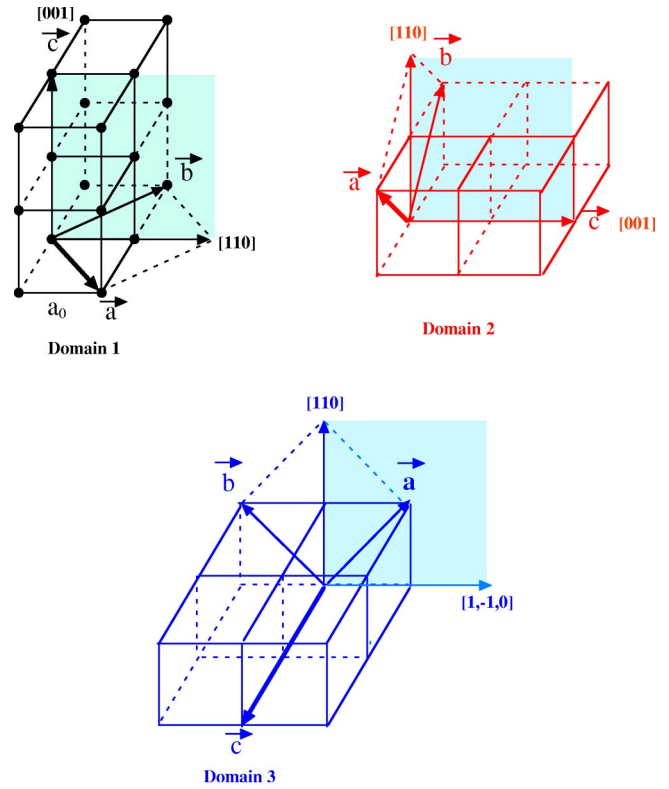 [001]
c
b
[110]
a₀
a
Domain 1
[110]
b
a
c
[001]
Domain 2
[110]
b
a
[1,-1,0]
c
Domain 3